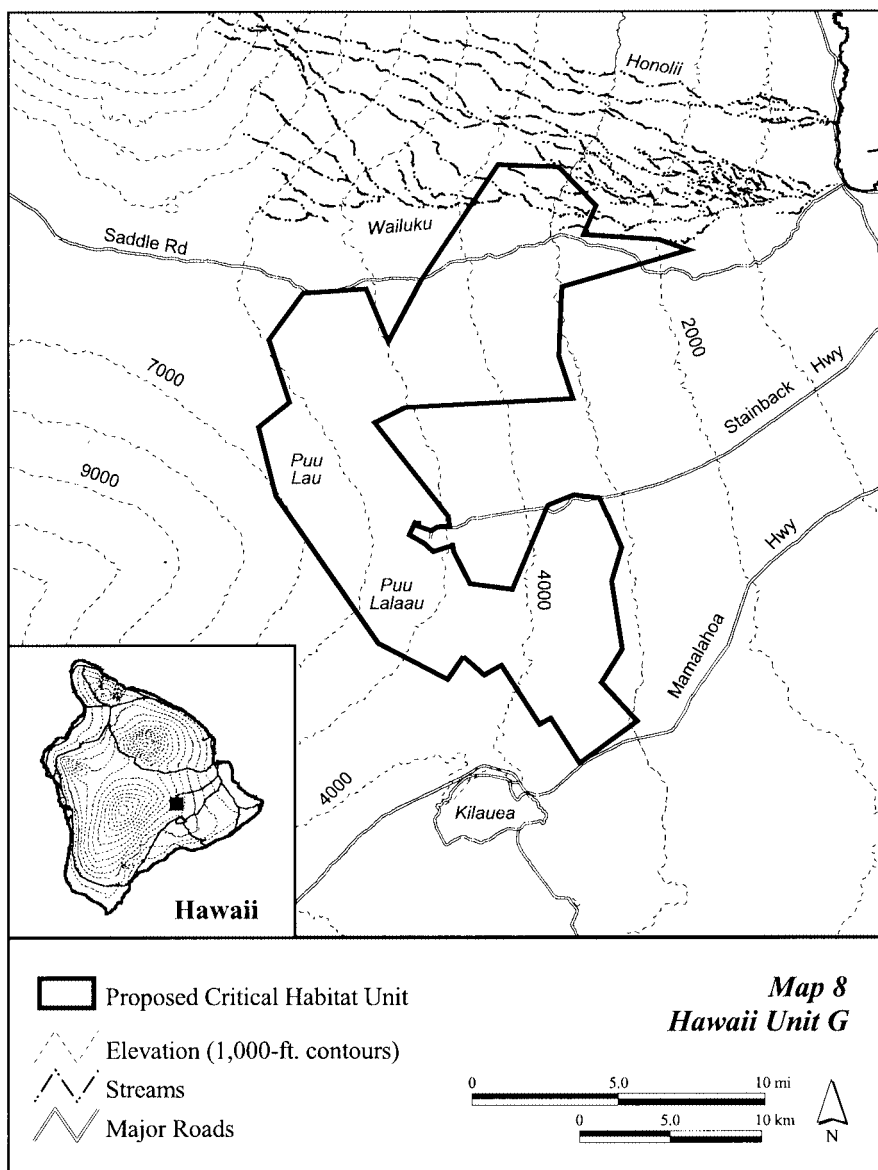 Honolii
Wailuku
Saddle Rd
7000
2000
Hwy
Stainback
9000
Puu
Lau
Hwy
Puu
Lalaau
4000
Mamalahoa
4000
Kilauea
Hawaii
Proposed Critical Habitat Unit
Map 8
Hawaii Unit G
Elevation (1,000-ft. contours)
Streams
0 5.0 10 mi
Major Roads
0 5.0 10 km
N